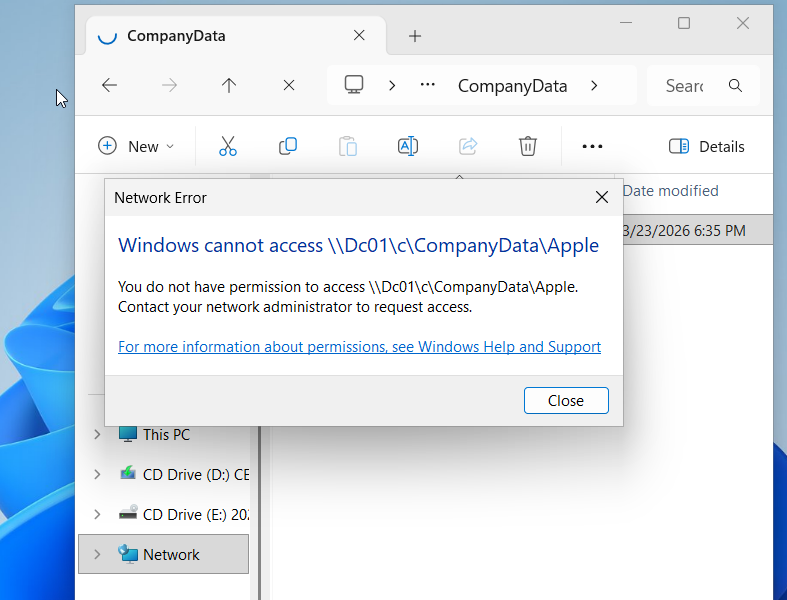 CompanyData
CompanyData
Sear
New
Details
Network Error
Date modified
Windows cannot access \\Dc01\c\CompanyData\Apple
3/23/2026 6:35 PM
You do not have permission to access \\Dc01\c\CompanyData\Apple.
Contact your network administrator to request access.
For more information about permissions, see Windows Help and Support
Close
This PC
CD Drive (D:) CE
CD Drive (E:) 202
Network